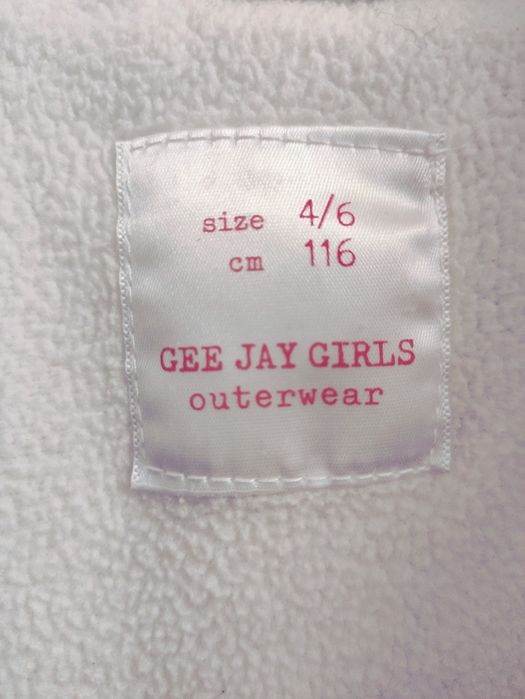 size 4/6
cm 116
GEE JAY GIRLS
outerwear